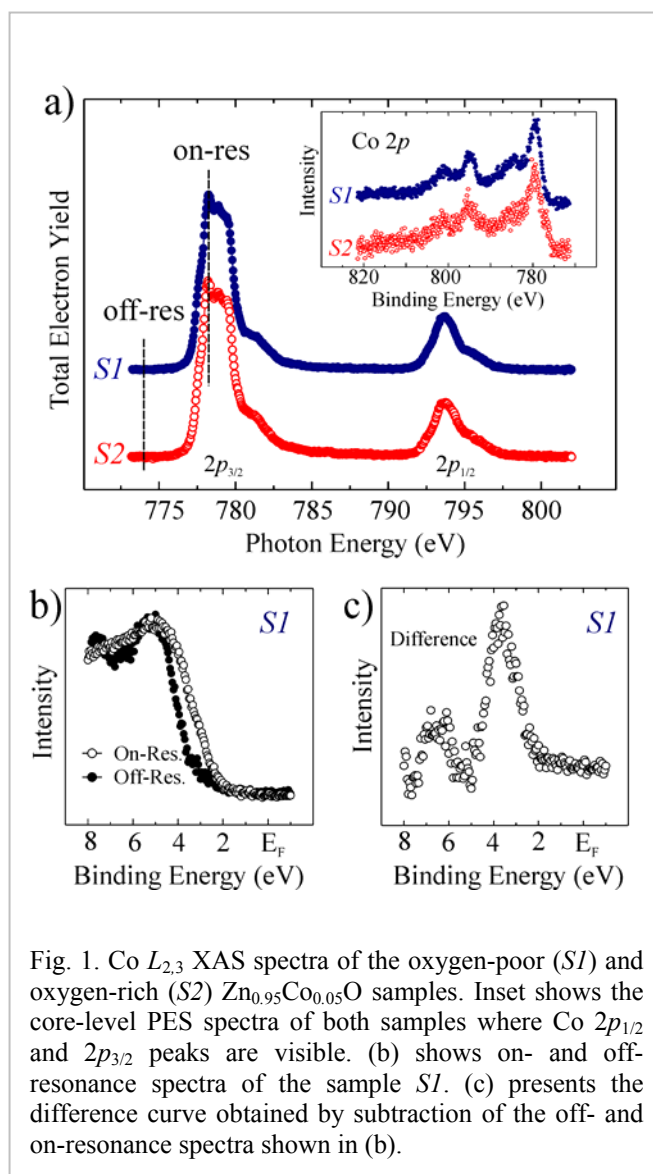 a)
on-res
off-res
S1
S2
2p3/2
2p1/2
Total Electron Yield
775 780 785 790 795 800
Photon Energy (eV)
Co 2p
Intensity
S1
S2
820 800 780
Binding Energy (eV)
b)
S1
Intensity
On-Res.
Off-Res.
8 6 4 2 EF
Binding Energy (eV)
c)
S1
Difference
Intensity
8 6 4 2 EF
Binding Energy (eV)
Fig. 1. Co L2,3 XAS spectra of the oxygen-poor (S1) and
oxygen-rich (S2) Zn0.95Co0.05O samples. Inset shows the
core-level PES spectra of both samples where Co 2p1/2
and 2p3/2 peaks are visible. (b) shows on- and off-
resonance spectra of the sample S1. (c) presents the
difference curve obtained by subtraction of the off- and
on-resonance spectra shown in (b).